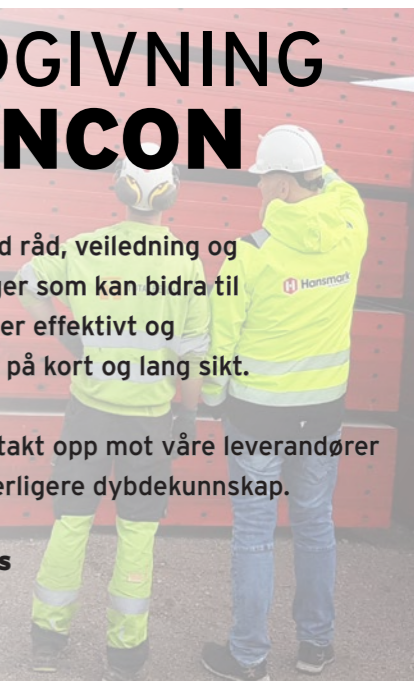 OGIVNING
NCON
d råd, veiledning og
ger som kan bidra til
er effektivt og
på kort og lang sikt.
Hansmark
takt opp mot våre leverandører
erligere dybdekunnskap.
s